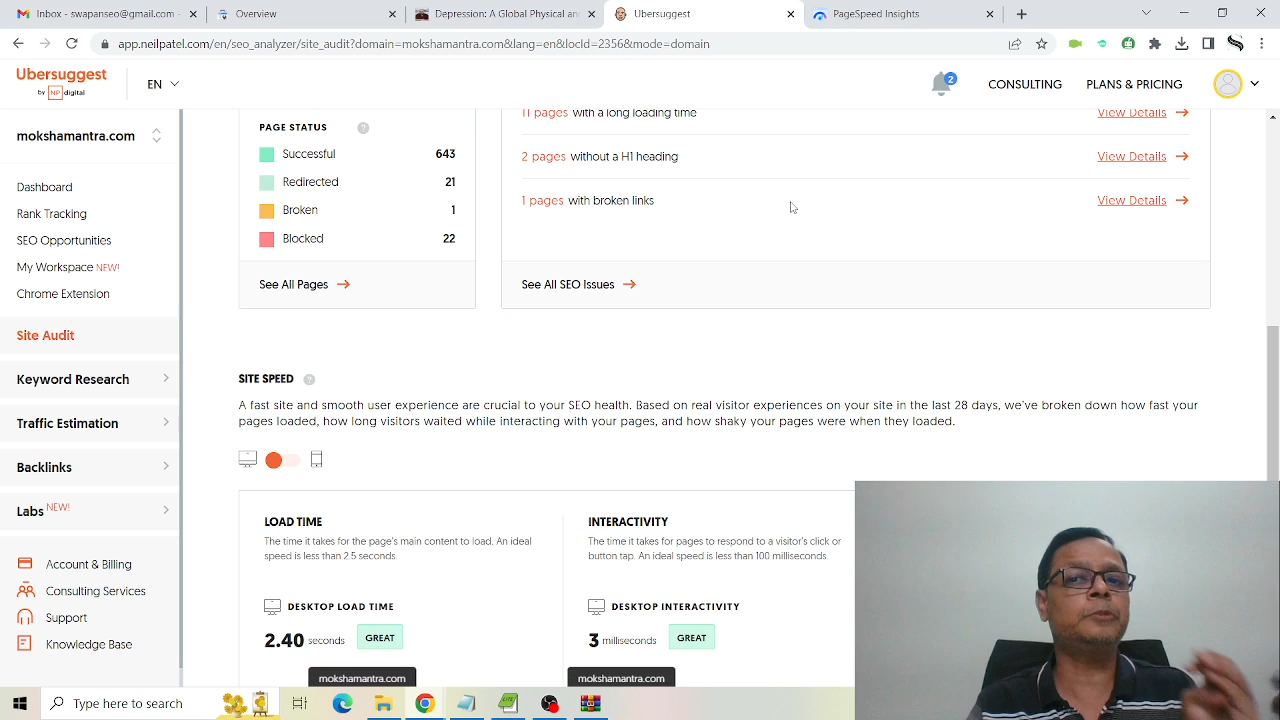 Inbox - smayen@gmail.com
Overview
Depression: A Global Physical and
Ubersuggest
PageSpeed Insights
app.neilpatel.com/en/seo_analyzer/site_audit?domain=mokshamantra.com&lang=en&locId=2356&mode=domain
Ubersuggest
by NP digital
EN
2
CONSULTING
PLANS & PRICING
mokshamantra.com
Dashboard
Rank Tracking
SEO Opportunities
My Workspace NEW!
Chrome Extension
Site Audit
Keyword Research
Traffic Estimation
Backlinks
Labs NEW!
Account & Billing
Consulting Services
Support
Knowledge Base
PAGE STATUS ?
Successful 643
Redirected 21
Broken 1
Blocked 22
See All Pages
11 pages with a long loading time View Details
2 pages without a H1 heading View Details
1 pages with broken links View Details
See All SEO Issues
SITE SPEED ?
A fast site and smooth user experience are crucial to your SEO health. Based on real visitor experiences on your site in the last 28 days, we've broken down how fast your
pages loaded, how long visitors waited while interacting with your pages, and how shaky your pages were when they loaded.
LOAD TIME
The time it takes for the page's main content to load. An ideal
speed is less than 2.5 seconds.
DESKTOP LOAD TIME
2.40 seconds GREAT
mokshamantra.com
INTERACTIVITY
The time it takes for pages to respond to a visitor's click or
button tap. An ideal speed is less than 100 milliseconds.
DESKTOP INTERACTIVITY
3 milliseconds GREAT
mokshamantra.com
Type here to search